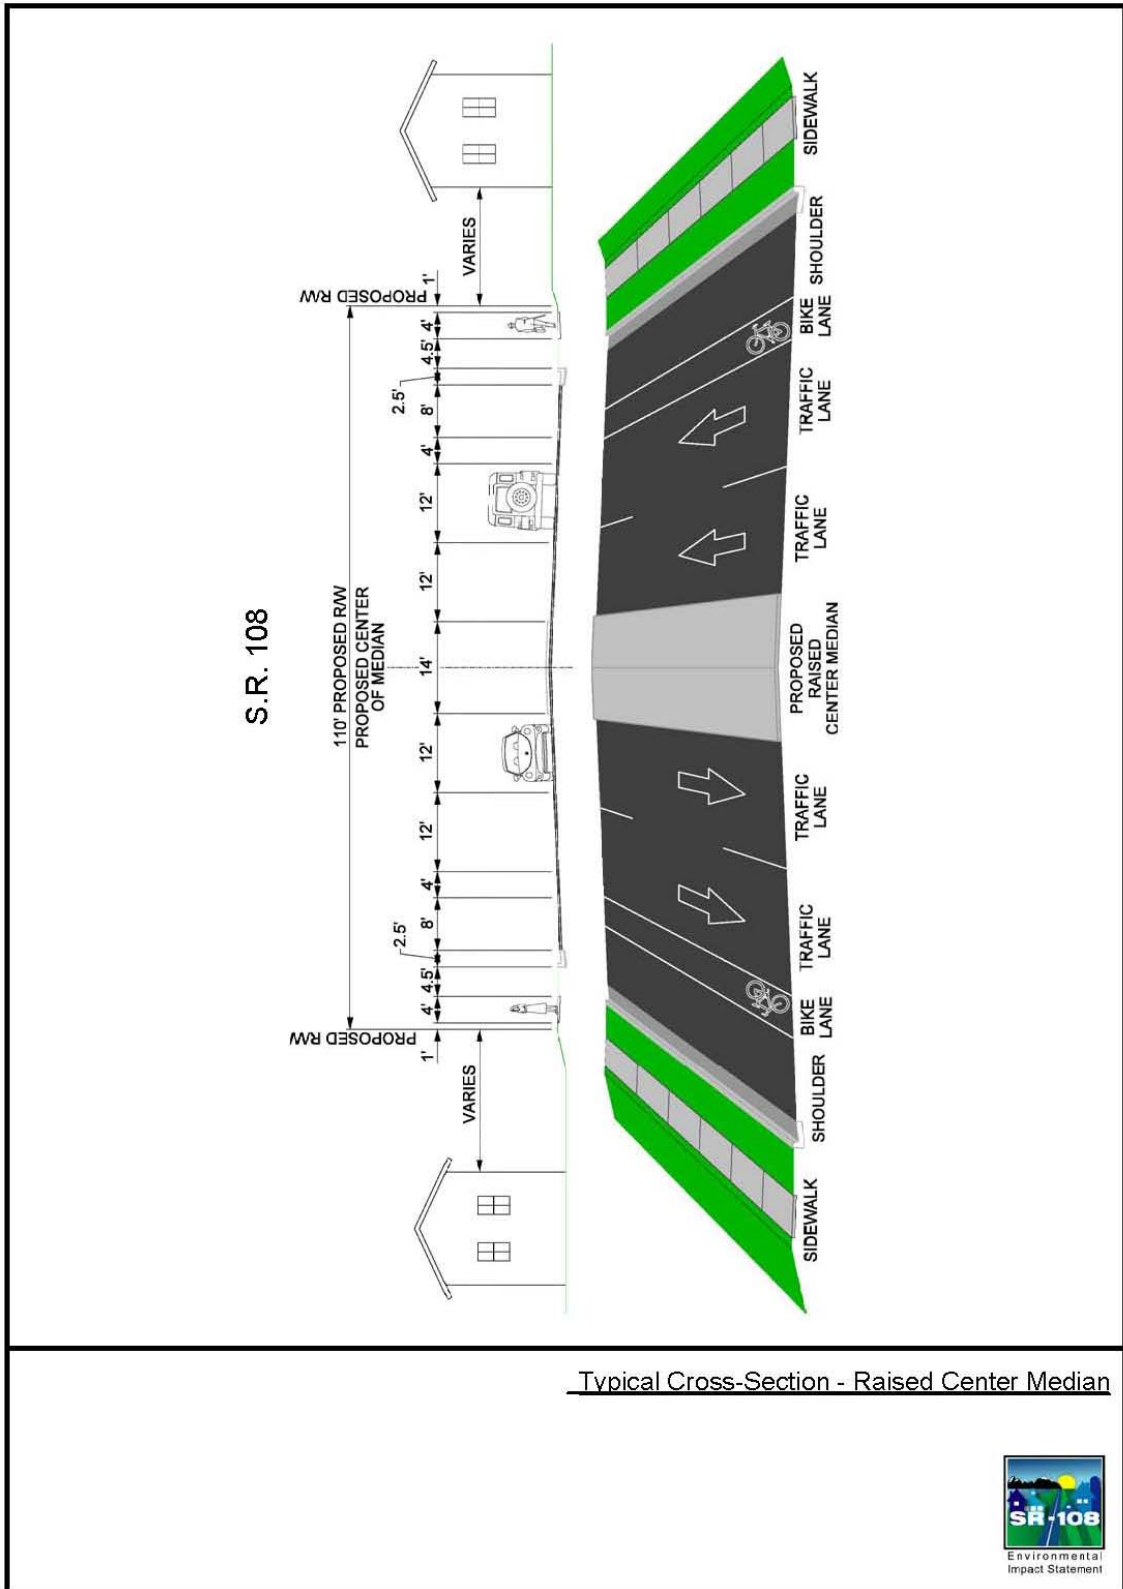 S.R. 108
110' PROPOSED R/W
PROPOSED CENTER
OF MEDIAN
PROPOSED R/W
PROPOSED R/W
VARIES
1'
4'
4.5'
2.5'
8'
4'
12'
12'
14'
12'
12'
4'
8'
2.5'
4.5'
4'
1'
VARIES
SIDEWALK
SHOULDER
BIKE
LANE
TRAFFIC
LANE
TRAFFIC
LANE
PROPOSED
RAISED
CENTER MEDIAN
TRAFFIC
LANE
TRAFFIC
LANE
BIKE
LANE
SHOULDER
SIDEWALK
Typical Cross-Section - Raised Center Median
SR-108
Environmental
Impact Statement